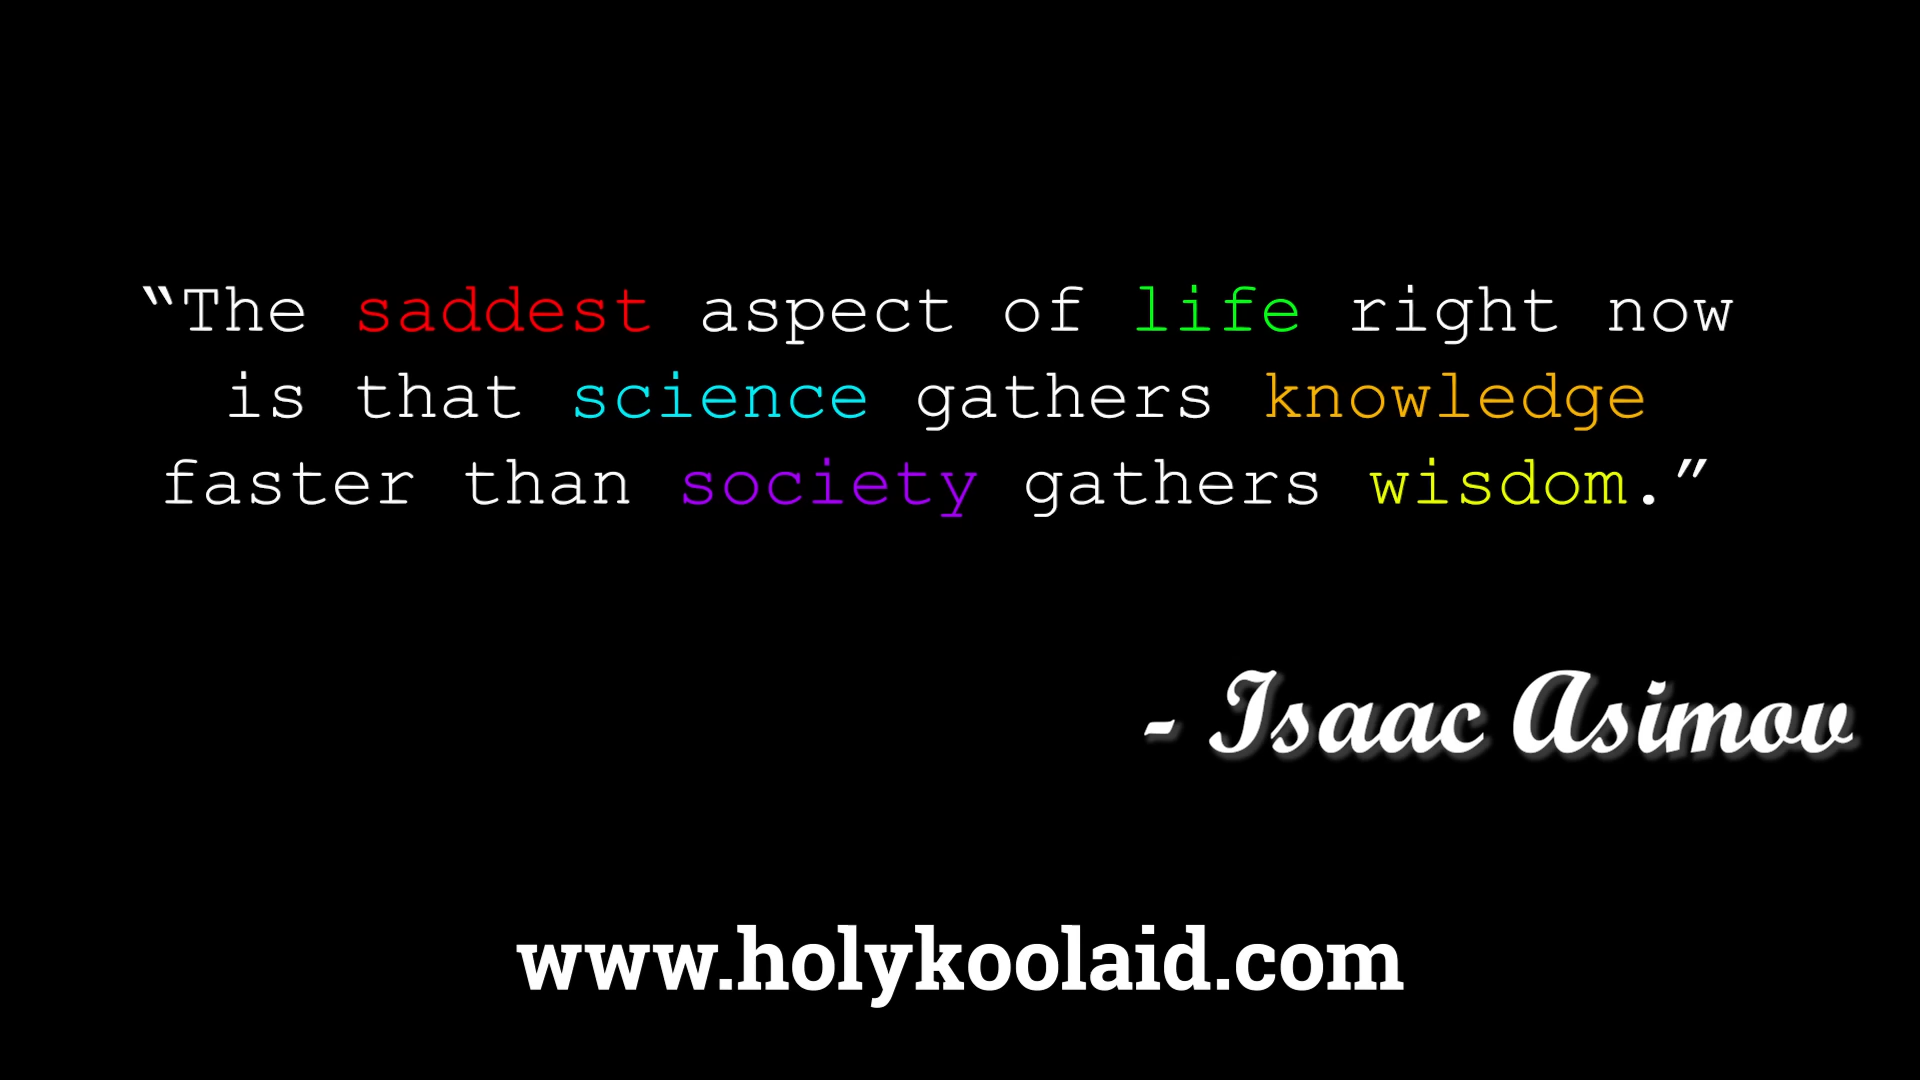 “The saddest aspect of life right now
is that science gathers knowledge
faster than society gathers wisdom.”
- Isaac Asimov
www.holykoolaid.com